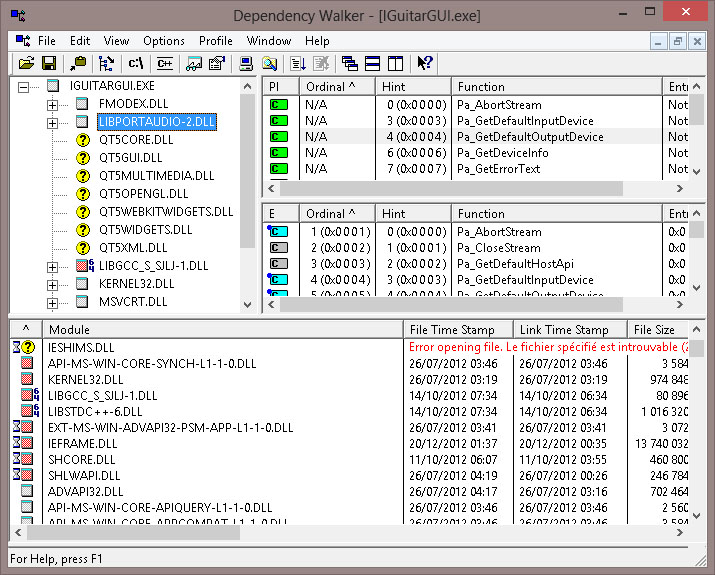 Dependency Walker - [IGuitarGUI.exe]
File Edit View Options Profile Window Help
C:\ C++
IGUITARGUI.EXE
FMODEX.DLL
LIBPORTAUDIO-2.DLL
QT5CORE.DLL
QT5GUI.DLL
QT5MULTIMEDIA.DLL
QT5OPENGL.DLL
QT5WEBKITWIDGETS.DLL
QT5WIDGETS.DLL
QT5XML.DLL
LIBGCC_S_SJLJ-1.DLL
KERNEL32.DLL
MSVCRT.DLL
PI Ordinal ^ Hint Function Entr
C N/A 0 (0x0000) Pa_AbortStream Not
C N/A 3 (0x0003) Pa_GetDefaultInputDevice Not
C N/A 4 (0x0004) Pa_GetDefaultOutputDevice Not
C N/A 6 (0x0006) Pa_GetDeviceInfo Not
C N/A 7 (0x0007) Pa_GetErrorText Not
E Ordinal ^ Hint Function Entr
C 1 (0x0001) 0 (0x0000) Pa_AbortStream 0x0
C 2 (0x0002) 1 (0x0001) Pa_CloseStream 0x0
C 3 (0x0003) 2 (0x0002) Pa_GetDefaultHostApi 0x0
C 4 (0x0004) 3 (0x0003) Pa_GetDefaultInputDevice 0x0
C 5 (0x0005) 4 (0x0004) Pa_GetDefaultOutputDevice 0x0
^ Module File Time Stamp Link Time Stamp File Size
IESHIMS.DLL Error opening file. Le fichier spécifié est introuvable (2
API-MS-WIN-CORE-SYNCH-L1-1-0.DLL 26/07/2012 03:46 26/07/2012 03:46 3 584
KERNEL32.DLL 26/07/2012 03:19 26/07/2012 03:19 974 848
64 LIBGCC_S_SJLJ-1.DLL 14/10/2012 07:34 14/10/2012 06:34 80 896
64 LIBSTDC++-6.DLL 14/10/2012 07:34 14/10/2012 06:34 1 016 320
EXT-MS-WIN-ADVAPI32-PSM-APP-L1-1-0.DLL 26/07/2012 03:41 26/07/2012 03:41 3 072
IEFRAME.DLL 20/12/2012 01:37 20/12/2012 00:35 13 740 032
SHCORE.DLL 11/10/2012 06:07 11/10/2012 03:55 460 800
SHLWAPI.DLL 26/07/2012 04:19 26/07/2012 00:26 246 784
ADVAPI32.DLL 26/07/2012 04:17 26/07/2012 03:16 702 464
API-MS-WIN-CORE-APIQUERY-L1-1-0.DLL 26/07/2012 03:46 26/07/2012 03:46 2 560
API-MS-WIN-CORE-APPCOMPAT-L1-1-0.DLL 26/07/2012 03:46 26/07/2012 03:46 3 584
For Help, press F1